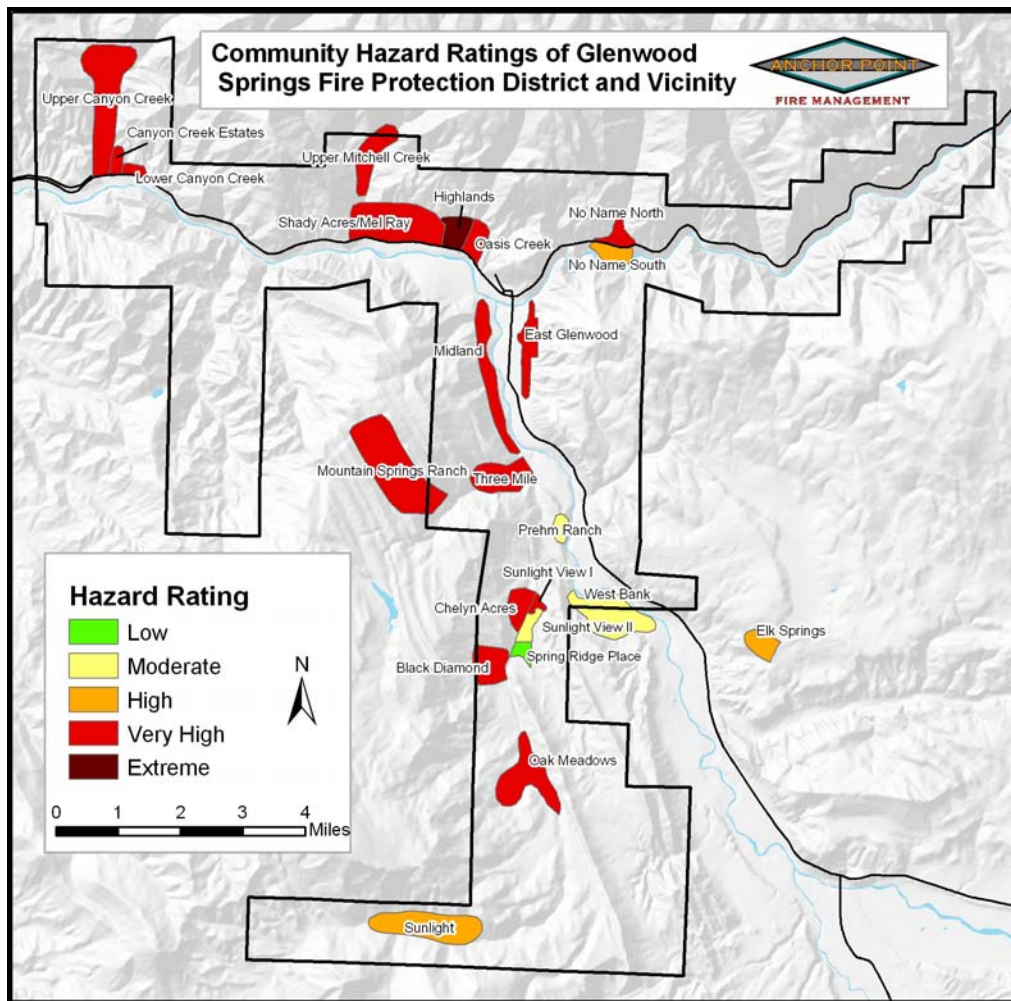 Community Hazard Ratings of Glenwood
Springs Fire Protection District and Vicinity
ANCHOR POINT
FIRE MANAGEMENT
Upper Canyon Creek
Canyon Creek Estates
Lower Canyon Creek
Upper Mitchell Creek
Highlands
Shady Acres/Mel Ray
Oasis Creek
No Name North
No Name South
Midland
East Glenwood
Mountain Springs Ranch
Three Mile
Prehm Ranch
Sunlight View I
West Bank
Chelyn Acres
Sunlight View II
Elk Springs
Spring Ridge Place
Black Diamond
Oak Meadows
Sunlight
Hazard Rating
Low
Moderate
High
Very High
Extreme
N
0 1 2 3 4
Miles